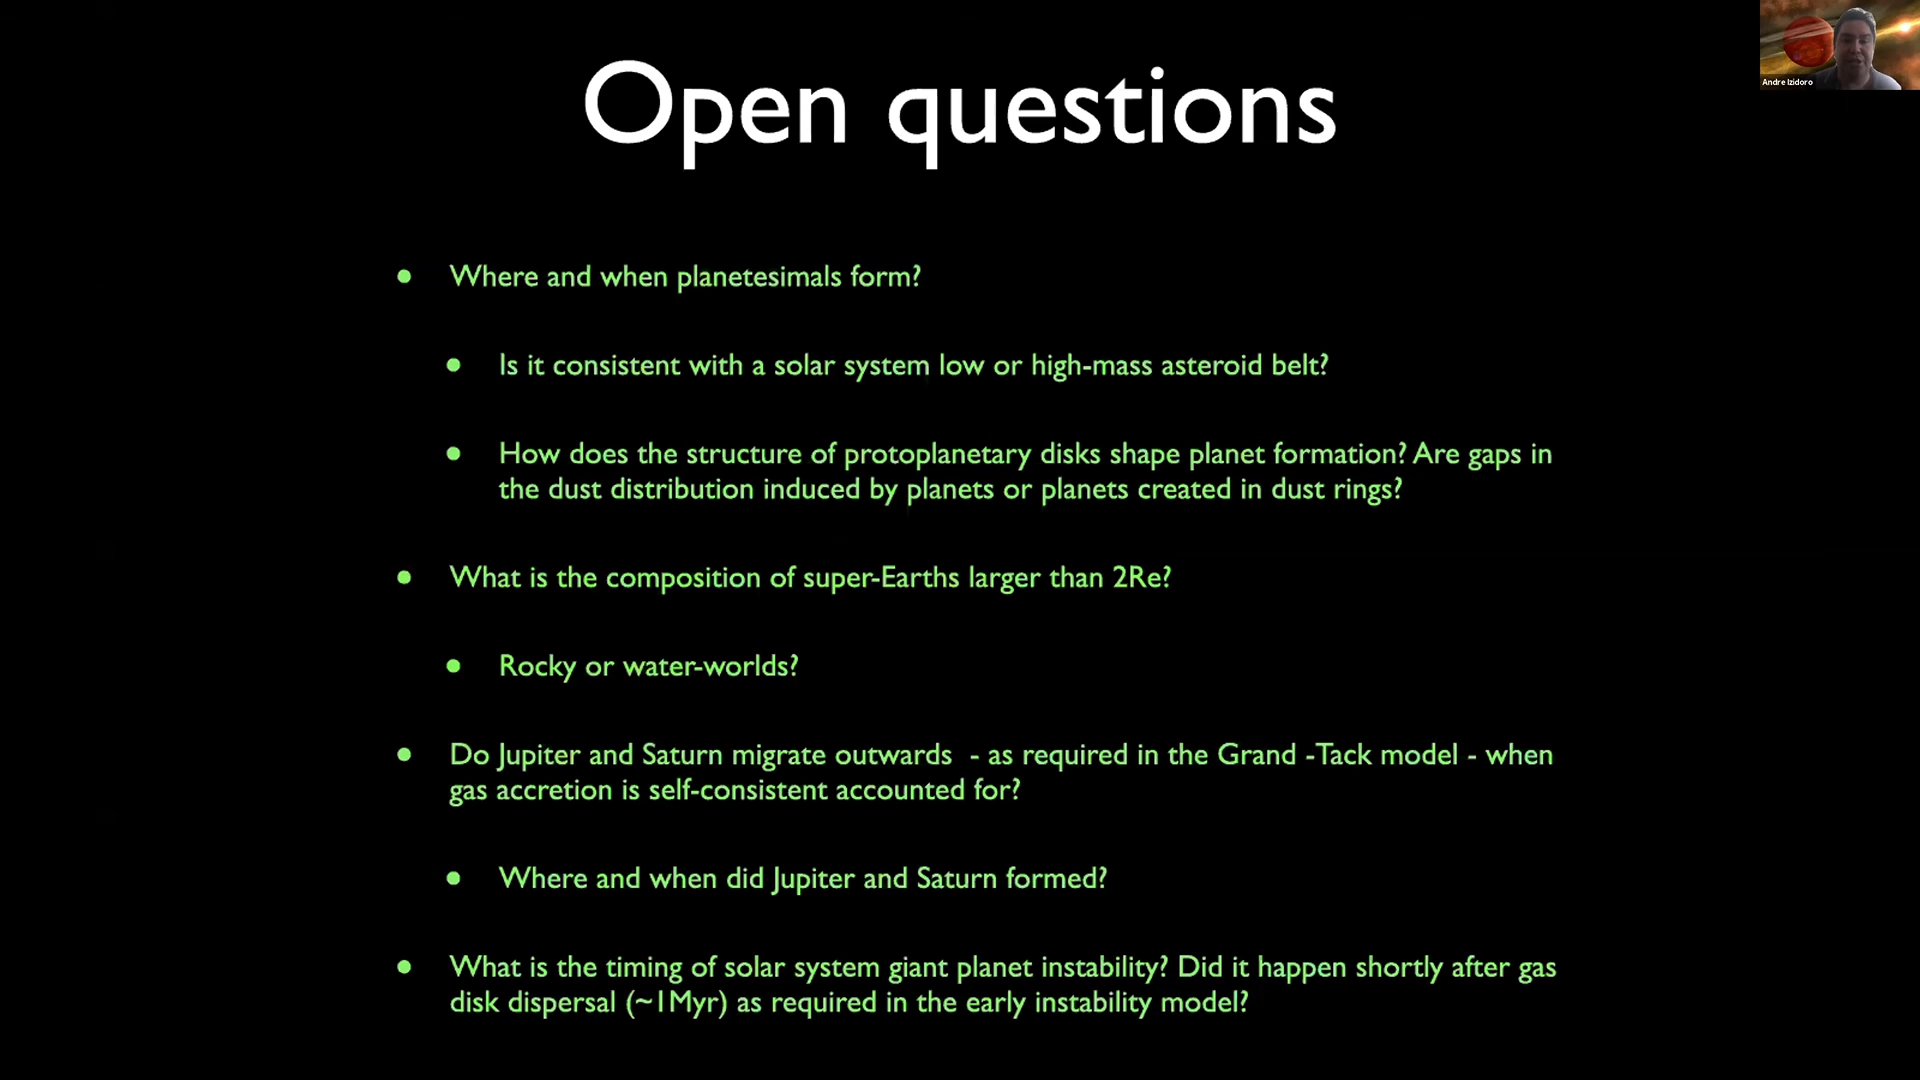 Open questions
Andre Izidoro
• Where and when planetesimals form?
• Is it consistent with a solar system low or high-mass asteroid belt?
• How does the structure of protoplanetary disks shape planet formation? Are gaps in
the dust distribution induced by planets or planets created in dust rings?
• What is the composition of super-Earths larger than 2Re?
• Rocky or water-worlds?
• Do Jupiter and Saturn migrate outwards  - as required in the Grand -Tack model - when
gas accretion is self-consistent accounted for?
• Where and when did Jupiter and Saturn formed?
• What is the timing of solar system giant planet instability? Did it happen shortly after gas
disk dispersal (~1Myr) as required in the early instability model?